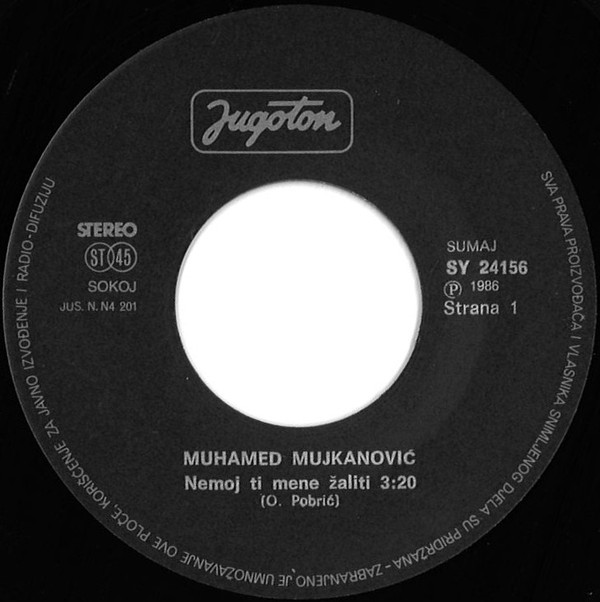 Jugoton
STEREO
ST 45
SOKOJ
JUS. N. N4 201
SUMAJ
SY 24156
Ⓟ 1986
Strana 1
MUHAMED MUJKANOVIĆ
Nemoj ti mene žaliti 3:20
(O. Pobrić)
SVA PRAVA PROIZVOĐAČA I VLASNIKA SNIMLJENOG DJELA SU PRIDRŽANA - ZABRANJENO JE UMNOŽAVANJE OVE PLOČE, KORIŠĆENJE ZA JAVNO IZVOĐENJE I RADIO-DIFUZIJU